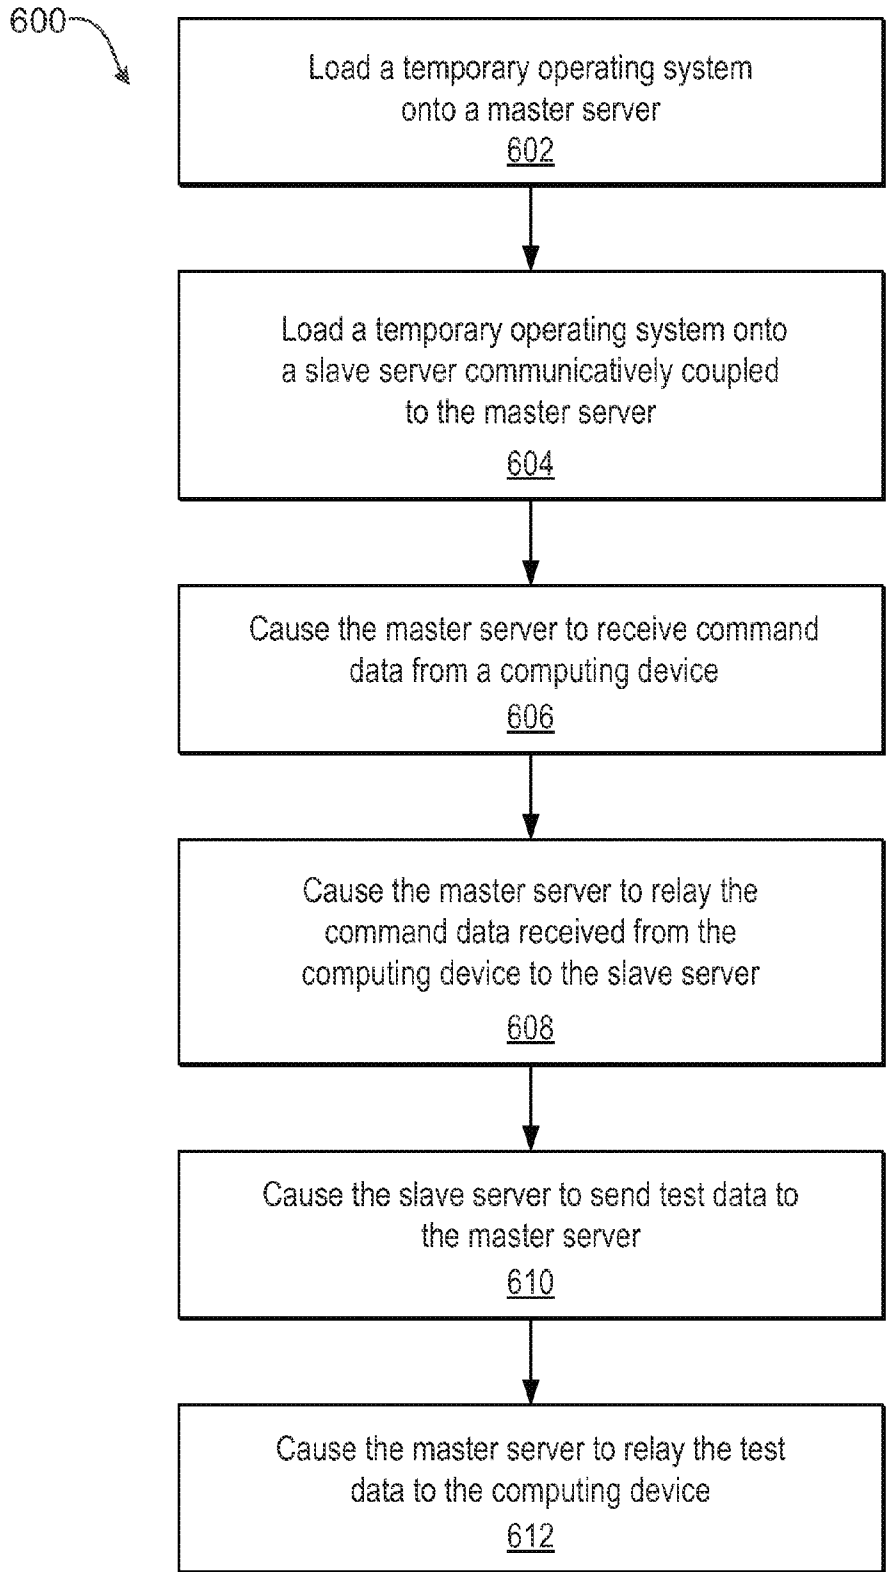 600
Load a temporary operating system
onto a master server
602
Load a temporary operating system onto
a slave server communicatively coupled
to the master server
604
Cause the master server to receive command
data from a computing device
606
Cause the master server to relay the
command data received from the
computing device to the slave server
608
Cause the slave server to send test data to
the master server
610
Cause the master server to relay the test
data to the computing device
612